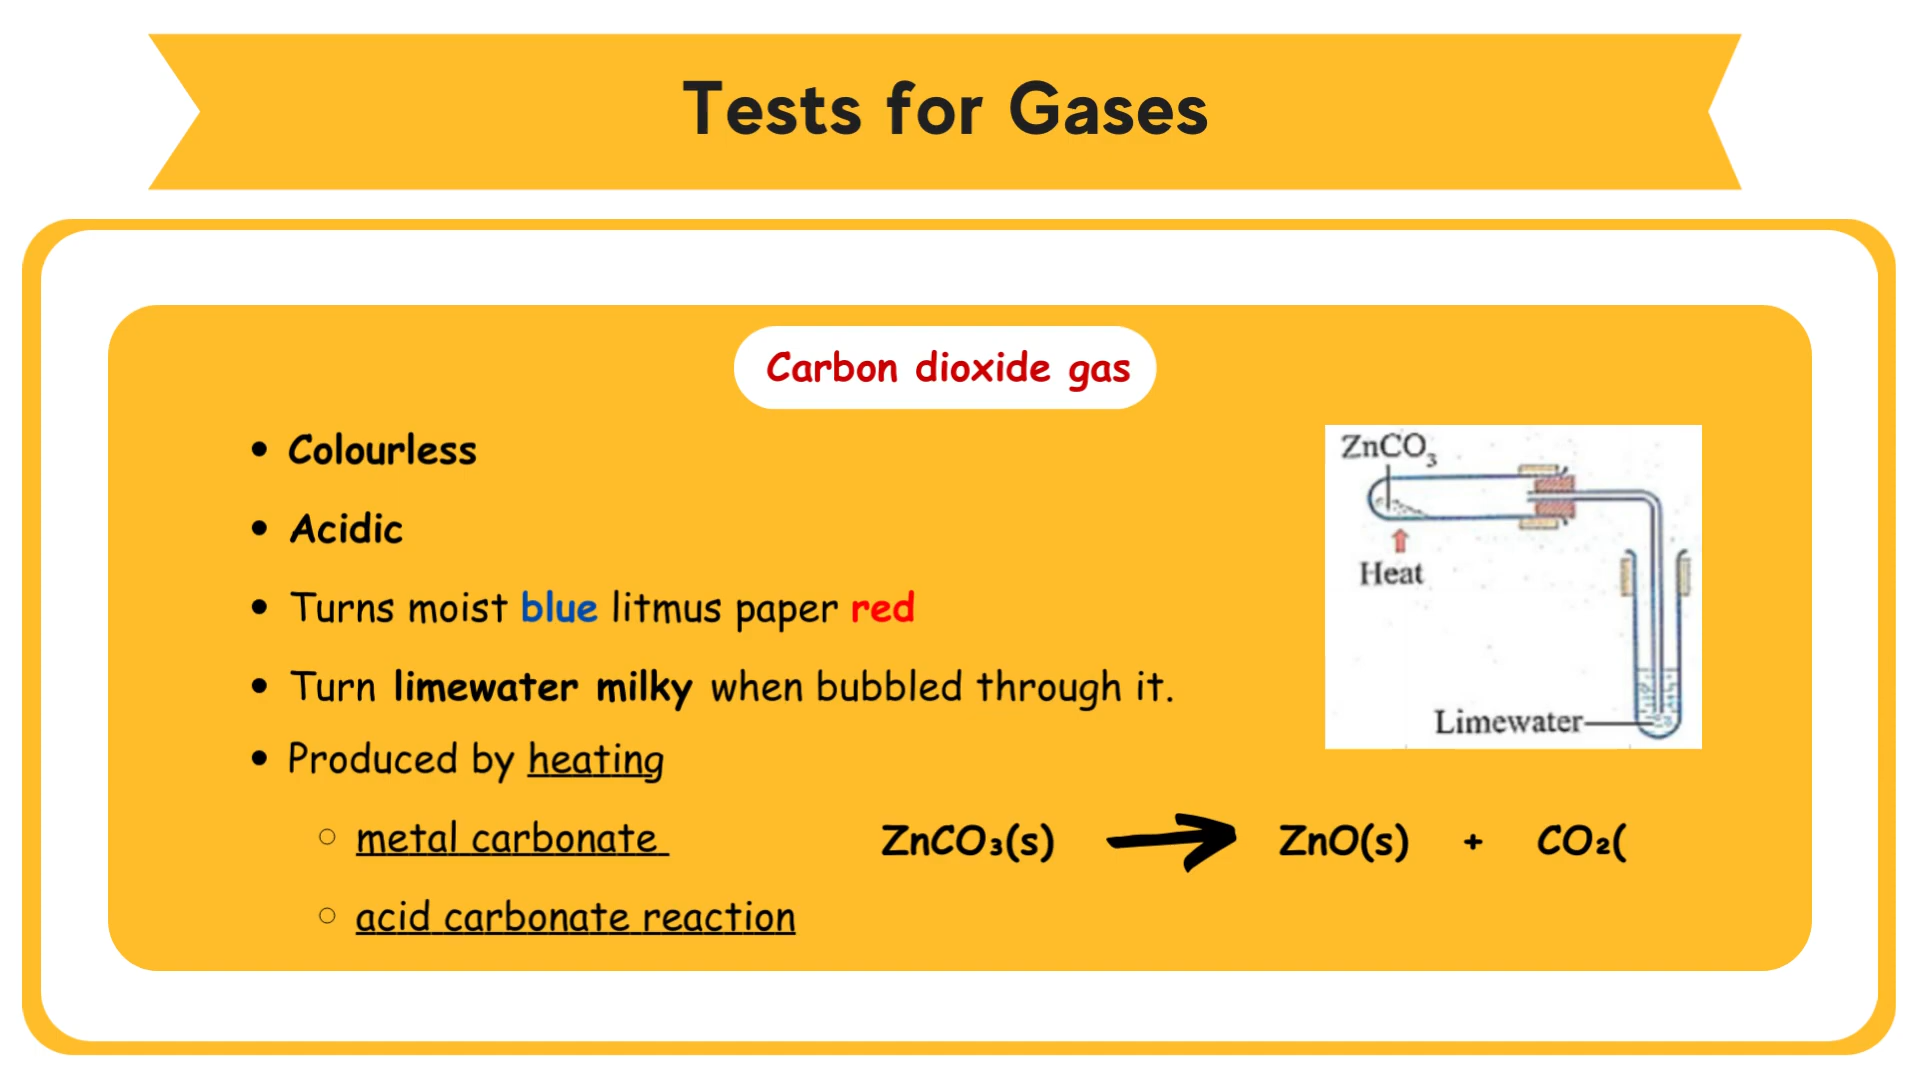 Tests for Gases
Carbon dioxide gas
• Colourless
• Acidic
• Turns moist blue litmus paper red
• Turn limewater milky when bubbled through it.
• Produced by heating
○ metal carbonate
○ acid carbonate reaction
ZnCO₃(s) → ZnO(s) + CO₂(
ZnCO₃
Heat
Limewater